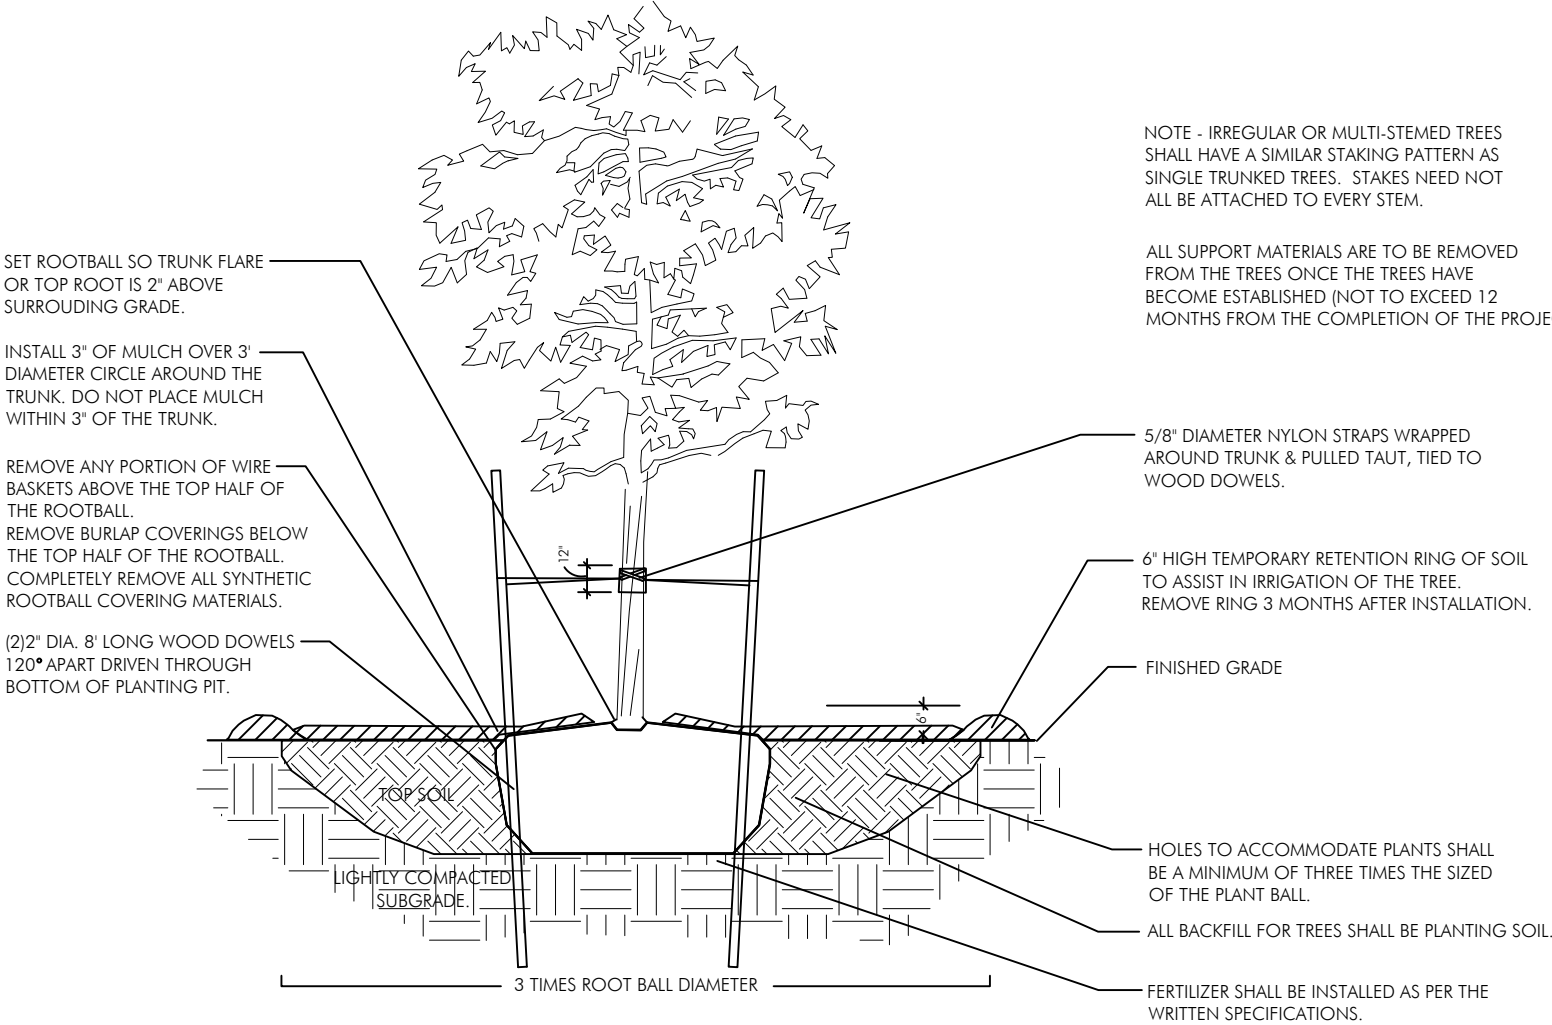 NOTE - IRREGULAR OR MULTI-STEMED TREES
SHALL HAVE A SIMILAR STAKING PATTERN AS
SINGLE TRUNKED TREES. STAKES NEED NOT
ALL BE ATTACHED TO EVERY STEM.
ALL SUPPORT MATERIALS ARE TO BE REMOVED
FROM THE TREES ONCE THE TREES HAVE
BECOME ESTABLISHED (NOT TO EXCEED 12
MONTHS FROM THE COMPLETION OF THE PROJE
SET ROOTBALL SO TRUNK FLARE
OR TOP ROOT IS 2" ABOVE
SURROUDING GRADE.
INSTALL 3" OF MULCH OVER 3'
DIAMETER CIRCLE AROUND THE
TRUNK. DO NOT PLACE MULCH
WITHIN 3" OF THE TRUNK.
REMOVE ANY PORTION OF WIRE
BASKETS ABOVE THE TOP HALF OF
THE ROOTBALL.
REMOVE BURLAP COVERINGS BELOW
THE TOP HALF OF THE ROOTBALL.
COMPLETELY REMOVE ALL SYNTHETIC
ROOTBALL COVERING MATERIALS.
(2)2" DIA. 8' LONG WOOD DOWELS
120° APART DRIVEN THROUGH
BOTTOM OF PLANTING PIT.
12"
5/8" DIAMETER NYLON STRAPS WRAPPED
AROUND TRUNK & PULLED TAUT, TIED TO
WOOD DOWELS.
6" HIGH TEMPORARY RETENTION RING OF SOIL
TO ASSIST IN IRRIGATION OF THE TREE.
REMOVE RING 3 MONTHS AFTER INSTALLATION.
FINISHED GRADE
6"
TOP SOIL
LIGHTLY COMPACTED
SUBGRADE.
HOLES TO ACCOMMODATE PLANTS SHALL
BE A MINIMUM OF THREE TIMES THE SIZED
OF THE PLANT BALL.
ALL BACKFILL FOR TREES SHALL BE PLANTING SOIL.
3 TIMES ROOT BALL DIAMETER
FERTILIZER SHALL BE INSTALLED AS PER THE
WRITTEN SPECIFICATIONS.